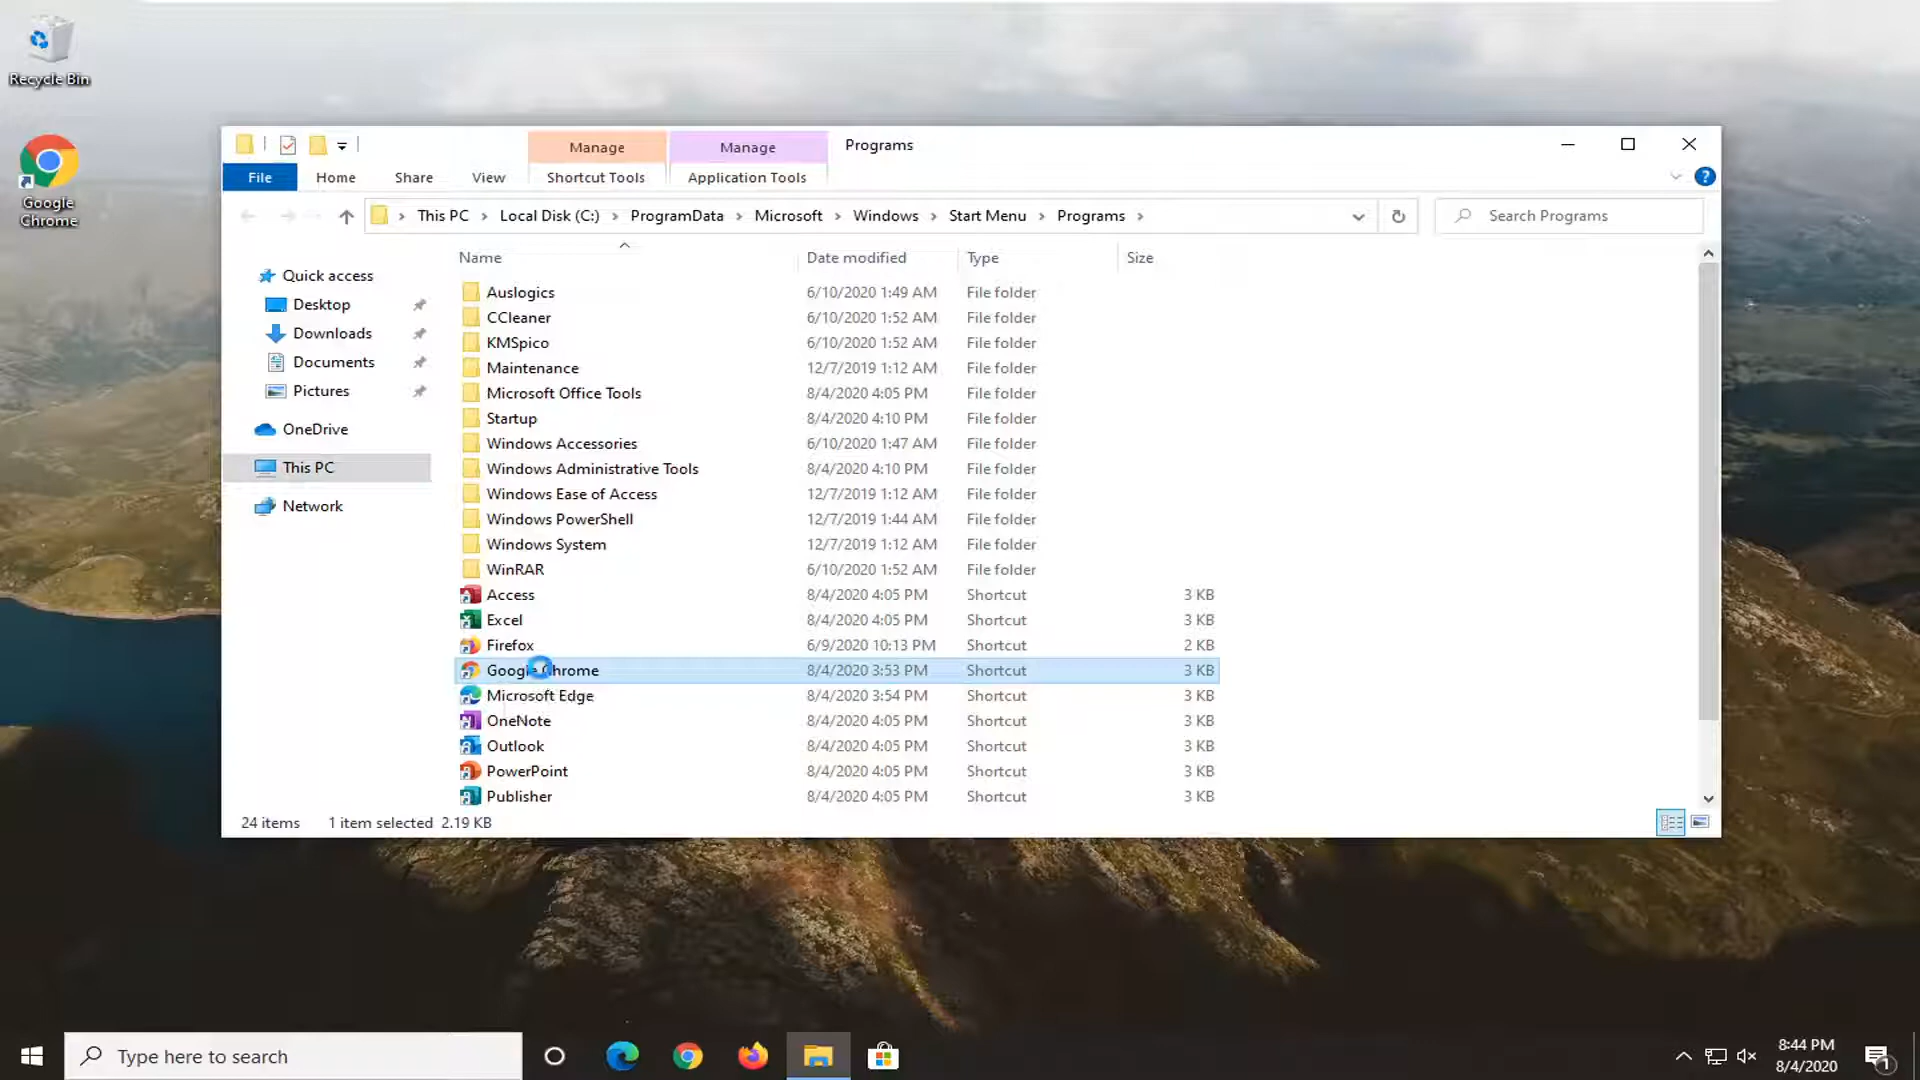 Recycle Bin
Google
Chrome
Manage
Manage
Programs
File
Home
Share
View
Shortcut Tools
Application Tools
This PC
Local Disk (C:)
ProgramData
Microsoft
Windows
Start Menu
Programs
Search Programs
Name
Date modified
Type
Size
Quick access
Desktop
Downloads
Documents
Pictures
OneDrive
This PC
Network
Auslogics 6/10/2020 1:49 AM File folder
CCleaner 6/10/2020 1:52 AM File folder
KMSpico 6/10/2020 1:52 AM File folder
Maintenance 12/7/2019 1:12 AM File folder
Microsoft Office Tools 8/4/2020 4:05 PM File folder
Startup 8/4/2020 4:10 PM File folder
Windows Accessories 6/10/2020 1:47 AM File folder
Windows Administrative Tools 8/4/2020 4:10 PM File folder
Windows Ease of Access 12/7/2019 1:12 AM File folder
Windows PowerShell 12/7/2019 1:44 AM File folder
Windows System 12/7/2019 1:12 AM File folder
WinRAR 6/10/2020 1:52 AM File folder
Access 8/4/2020 4:05 PM Shortcut 3 KB
Excel 8/4/2020 4:05 PM Shortcut 3 KB
Firefox 6/9/2020 10:13 PM Shortcut 2 KB
Google Chrome 8/4/2020 3:53 PM Shortcut 3 KB
Microsoft Edge 8/4/2020 3:54 PM Shortcut 3 KB
OneNote 8/4/2020 4:05 PM Shortcut 3 KB
Outlook 8/4/2020 4:05 PM Shortcut 3 KB
PowerPoint 8/4/2020 4:05 PM Shortcut 3 KB
Publisher 8/4/2020 4:05 PM Shortcut 3 KB
24 items 1 item selected 2.19 KB
Type here to search
8:44 PM
8/4/2020
1